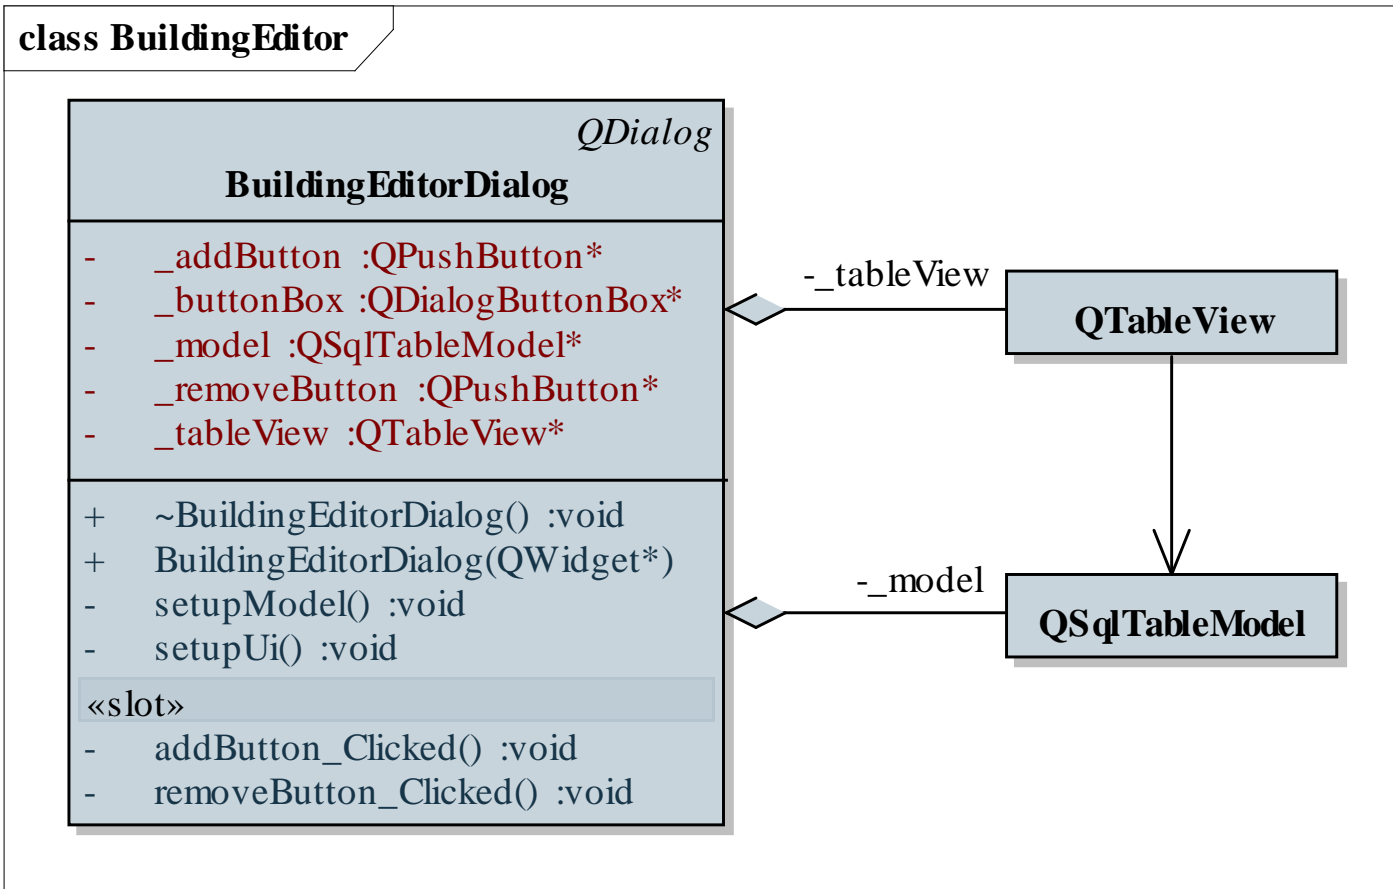 class BuildingEditor
QDialog
BuildingEditorDialog
- _addButton :QPushButton*
- _buttonBox :QDialogButtonBox*
- _model :QSqlTableModel*
- _removeButton :QPushButton*
- _tableView :QTableView*
+ ~BuildingEditorDialog() :void
+ BuildingEditorDialog(QWidget*)
- setupModel() :void
- setupUi() :void
«slot»
- addButton_Clicked() :void
- removeButton_Clicked() :void
-_tableView
QTableView
-_model
QSqlTableModel